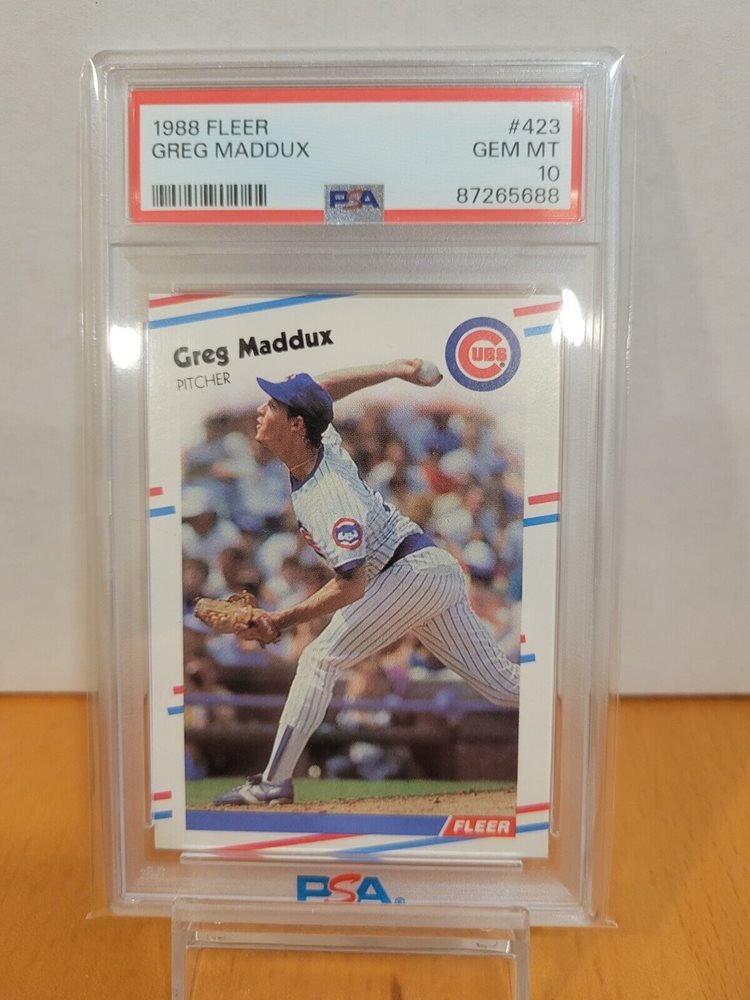 1988 FLEER #423
GREG MADDUX GEM MT
10
PSA 87265688
Greg Maddux
PITCHER
CUBS
FLEER
PSA